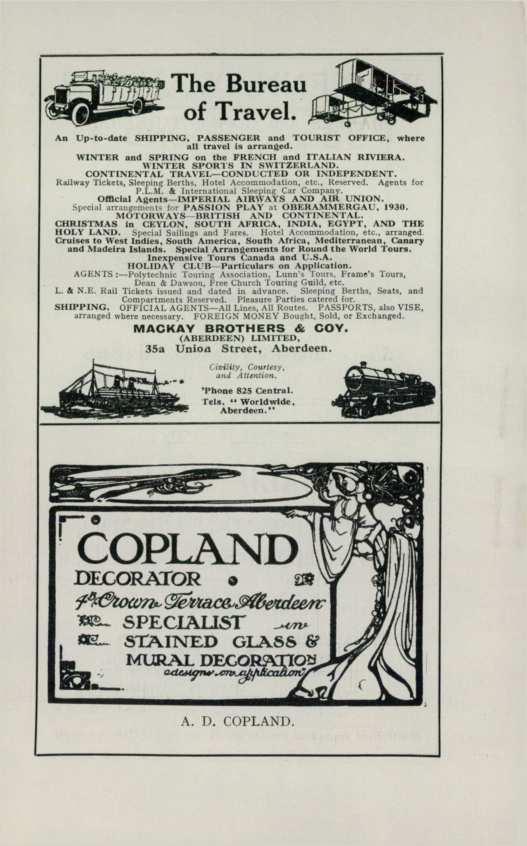 The Bureau
of Travel.
An Up-to-date SHIPPING, PASSENGER and TOURIST OFFICE, where
all travel is arranged.
WINTER and SPRING on the FRENCH and ITALIAN RIVIERA.
WINTER SPORTS IN SWITZERLAND.
CONTINENTAL TRAVEL—CONDUCTED OR INDEPENDENT.
Railway Tickets, Sleeping Berths, Hotel Accommodation, etc., Reserved. Agents for
P.L.M. & International Sleeping Car Company.
Official Agents—IMPERIAL AIRWAYS AND AIR UNION.
Special arrangements for PASSION PLAY at OBERAMMERGAU, 1930.
MOTORWAYS—BRITISH AND CONTINENTAL.
CHRISTMAS in CEYLON, SOUTH AFRICA, INDIA, EGYPT, AND THE
HOLY LAND. Special Sailings and Fares. Hotel Accommodation, etc., arranged.
Cruises to West Indies, South America, South Africa, Mediterranean, Canary
and Madeira Islands. Special Arrangements for Round the World Tours.
Inexpensive Tours Canada and U.S.A.
HOLIDAY CLUB—Particulars on Application.
AGENTS:—Polytechnic Touring Association, Lunn's Tours, Frame's Tours,
Dean & Dawson, Free Church Touring Guild, etc.
L. & N.E. Rail Tickets issued and dated in advance. Sleeping Berths, Seats, and
Compartments Reserved. Pleasure Parties catered for.
SHIPPING. OFFICIAL AGENTS—All Lines, All Routes. PASSPORTS, also VISE,
arranged where necessary. FOREIGN MONEY Bought, Sold, or Exchanged.
MACKAY BROTHERS & COY.
(ABERDEEN) LIMITED,
35a Union Street, Aberdeen.
Civility, Courtesy,
and Attention.
'Phone 825 Central.
Tels. "Worldwide,
Aberdeen."
COPLAND
DECORATOR
4a Crown Terrace Aberdeen
SPECIALIST in
STAINED GLASS &
MURAL DECORATION
designs on application
A. D. COPLAND.